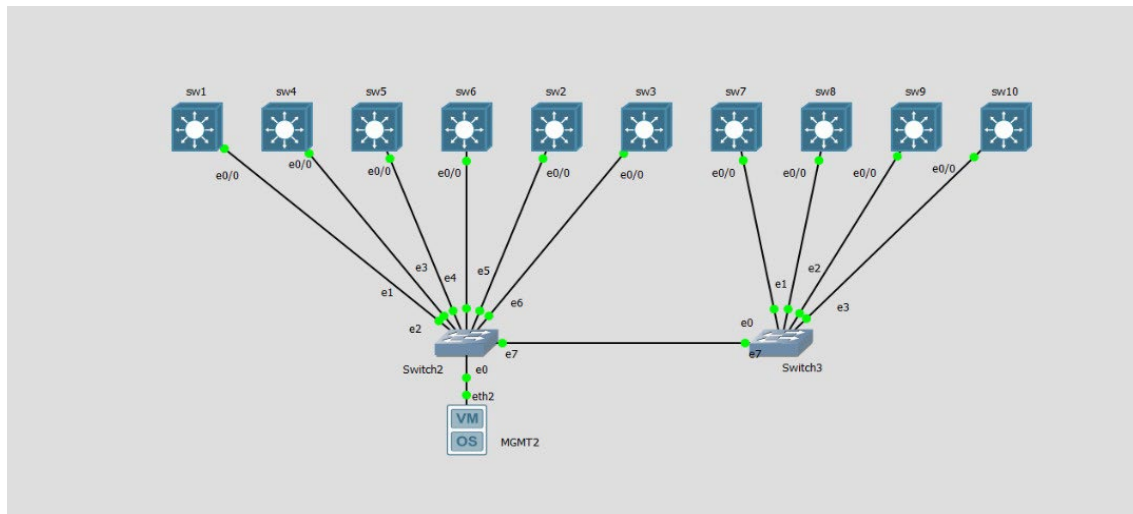 sw1 sw4 sw5 sw6 sw2 sw3 sw7 sw8 sw9 sw10
e0/0 e0/0 e0/0 e0/0 e0/0 e0/0 e0/0 e0/0 e0/0 e0/0
e1 e3 e4 e5 e6 e1 e2 e3
e2 e0
e7 e7
Switch2 e0 Switch3
eth2
VM
OS MGMT2